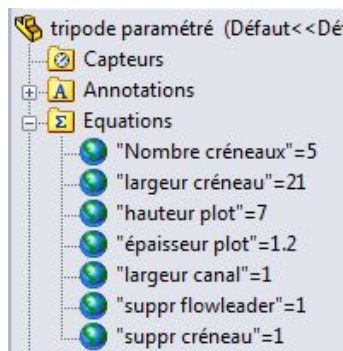 tripode paramétré (Défaut<<Dé
Capteurs
A Annotations
Σ Equations
"Nombre créneaux"=5
"largeur créneau"=21
"hauteur plot"=7
"épaisseur plot"=1.2
"largeur canal"=1
"suppr flowleader"=1
"suppr créneau"=1